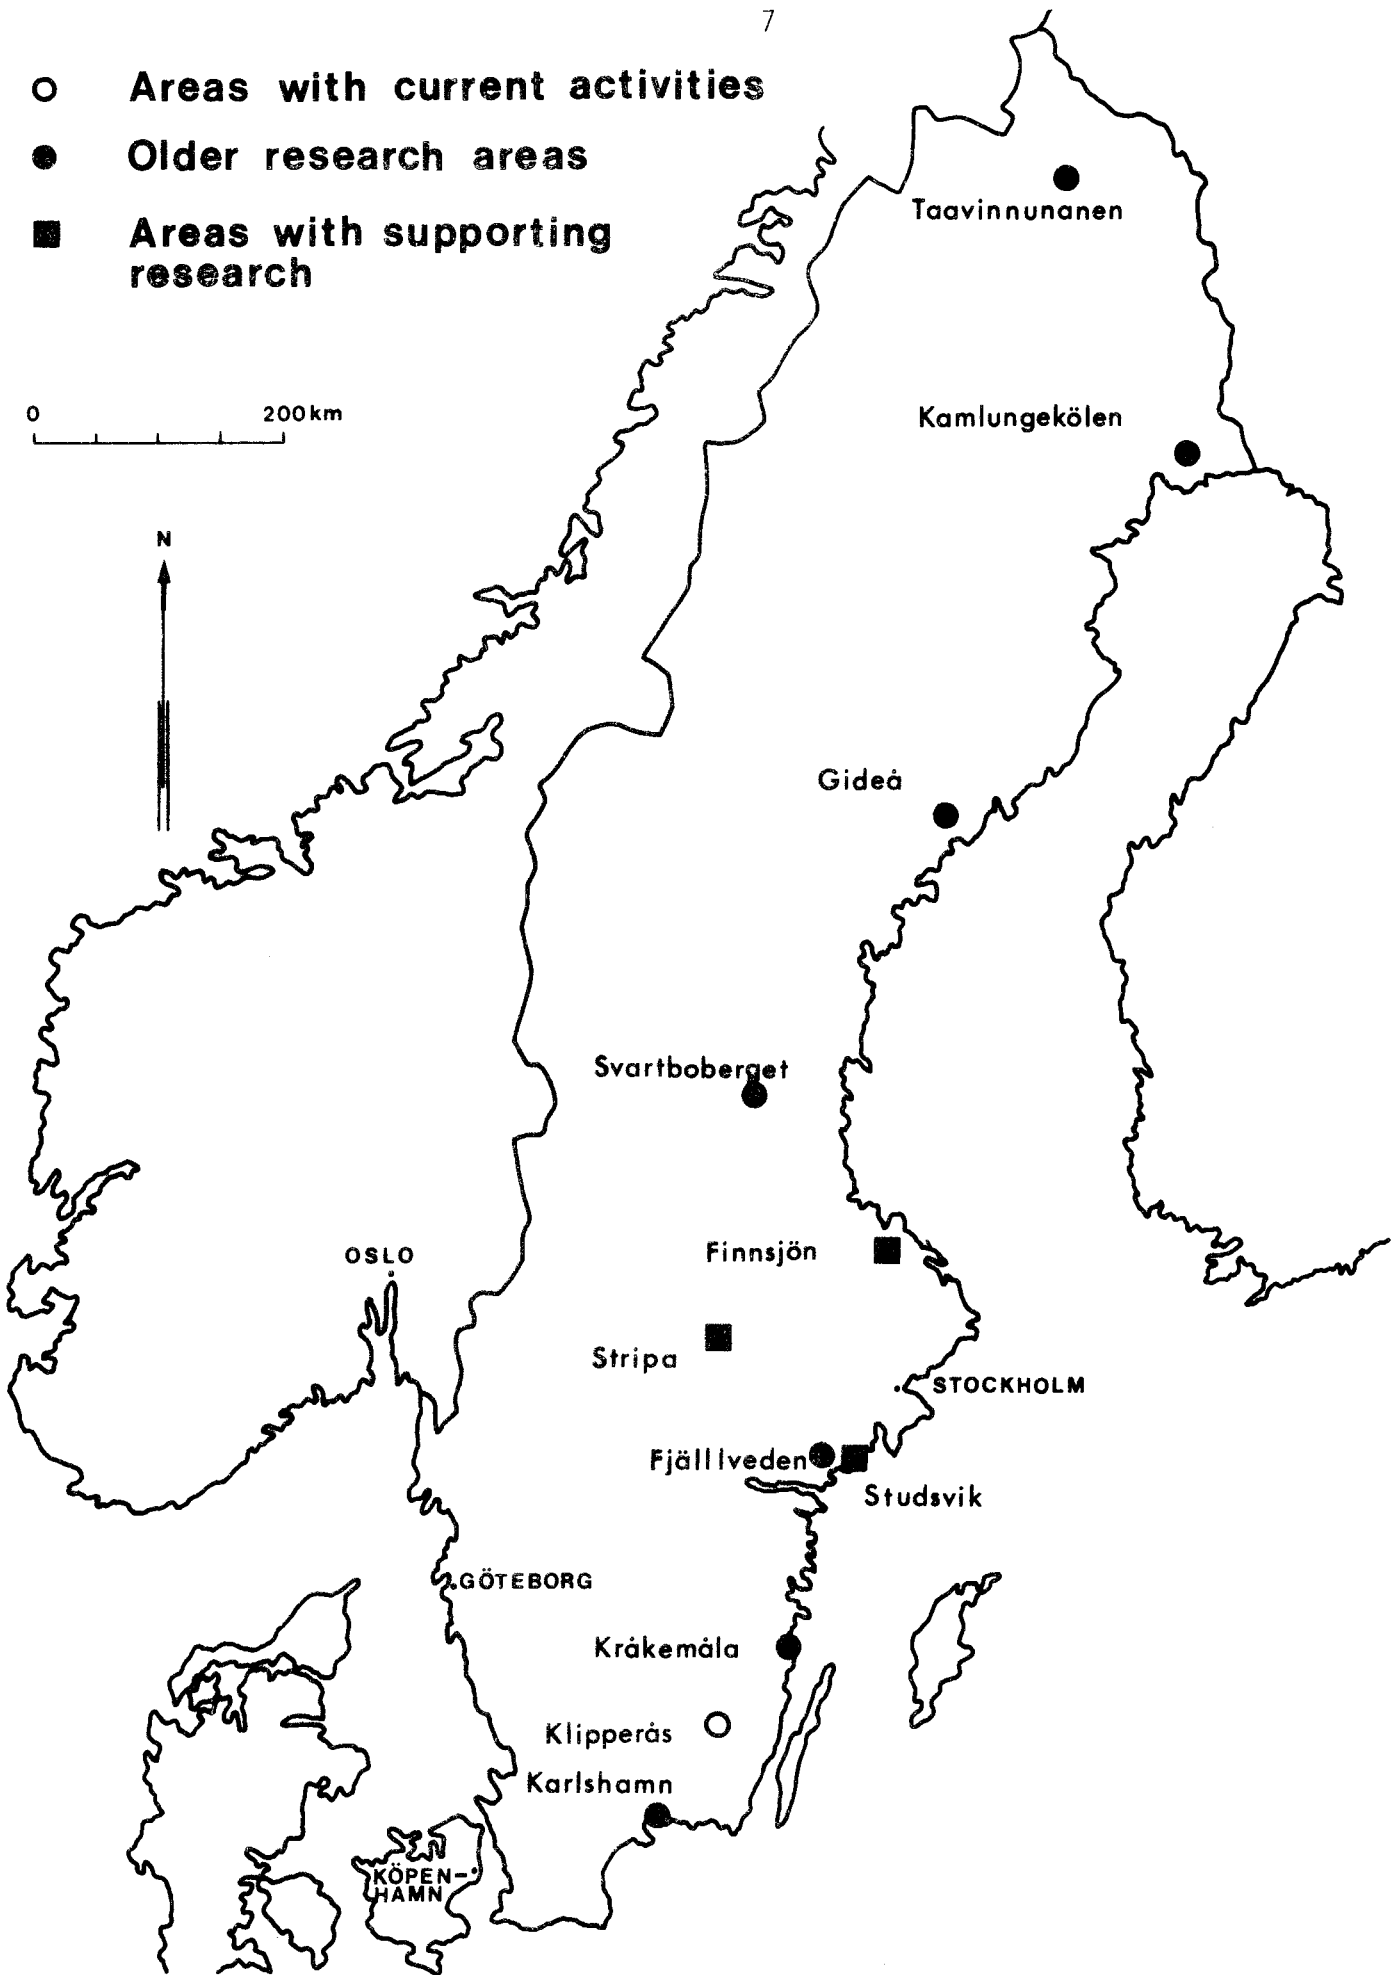 7
Areas with current activities
Older research areas
Areas with supporting
research
0 200km
N
Taavinnunanen
Kamlungekölen
Gideå
Svartboberget
Finnsjön
OSLO
Stripa
STOCKHOLM
Fjälllveden
Studsvik
GÖTEBORG
Kråkemåla
Klipperås
Karlshamn
KÖPEN-
HAMN